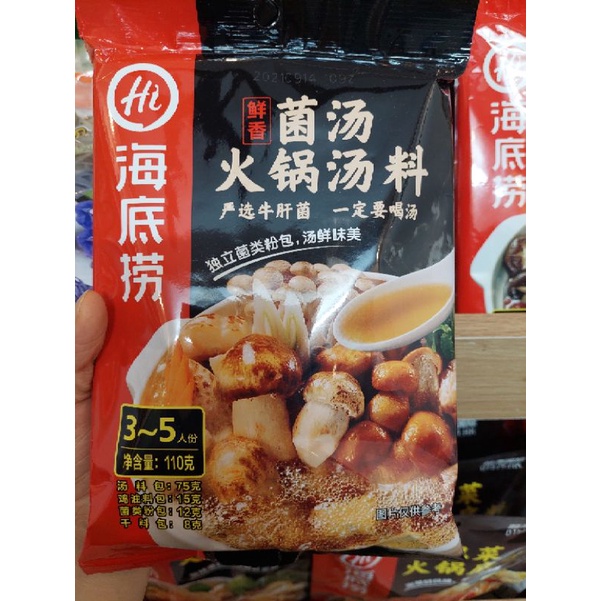 Hi
海底捞
鲜香
菌汤
火锅汤料
严选牛肝菌 一定要喝汤
独立菌类粉包，汤鲜味美
3~5人份
净含量：110克
汤料包：75克
鸡油料包：15克
菌类粉包：12克
干料包：8克
图片仅供参考
Hi
海底捞
菜
火锅